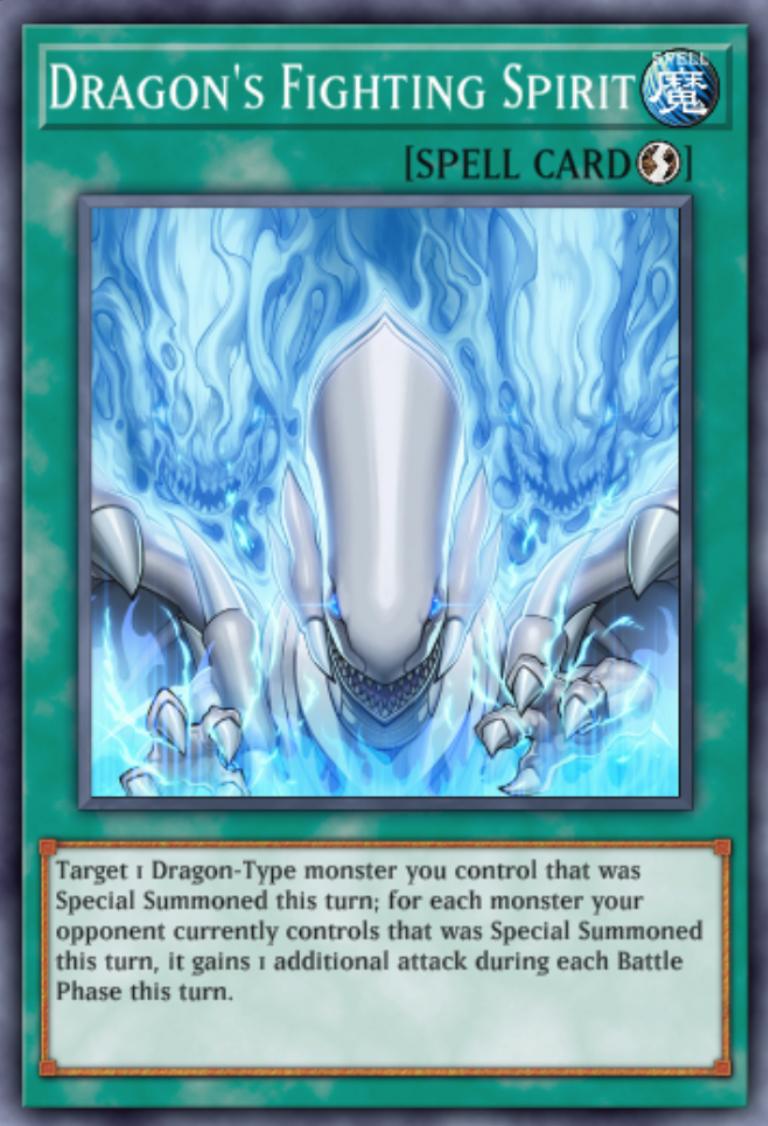 DRAGON'S FIGHTING SPIRIT
SPELL
魔
[SPELL CARD]
Target 1 Dragon-Type monster you control that was
Special Summoned this turn; for each monster your
opponent currently controls that was Special Summoned
this turn, it gains 1 additional attack during each Battle
Phase this turn.